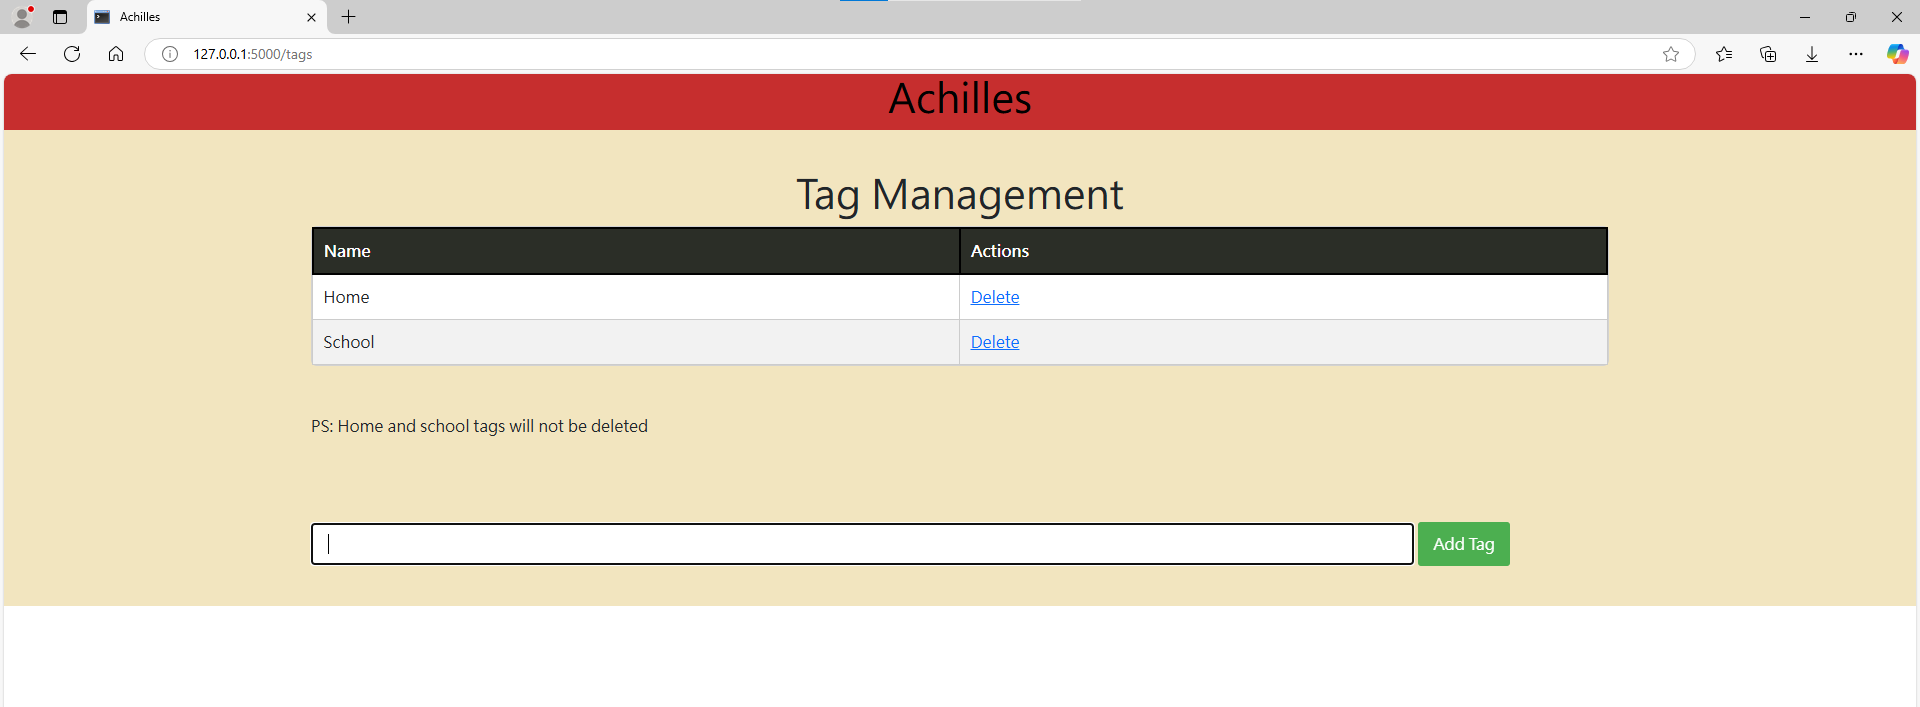 Achilles
127.0.0.1:5000/tags
Achilles
Tag Management
Name Actions
Home Delete
School Delete
PS: Home and school tags will not be deleted
Add Tag